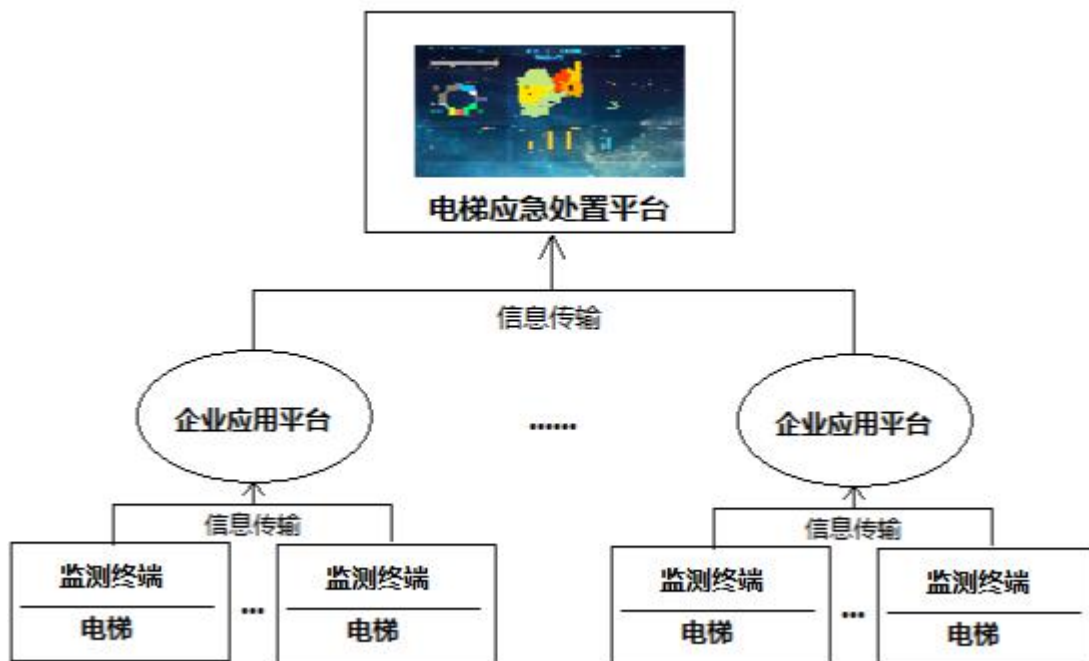 电梯应急处置平台
信息传输
企业应用平台
......
企业应用平台
信息传输
信息传输
监测终端
电梯
...
监测终端
电梯
监测终端
电梯
...
监测终端
电梯